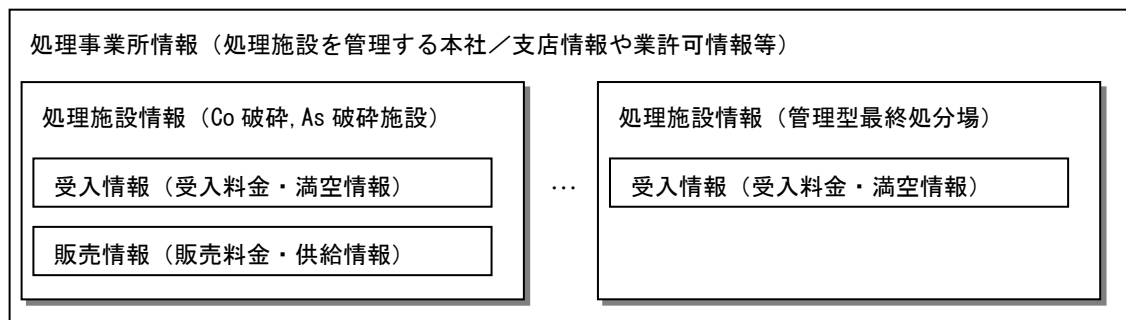 処理事業所情報（処理施設を管理する本社／支店情報や業許可情報等）
処理施設情報（Co 破砕, As 破砕施設）
受入情報（受入料金・満空情報）
販売情報（販売料金・供給情報）
…
処理施設情報（管理型最終処分場）
受入情報（受入料金・満空情報）